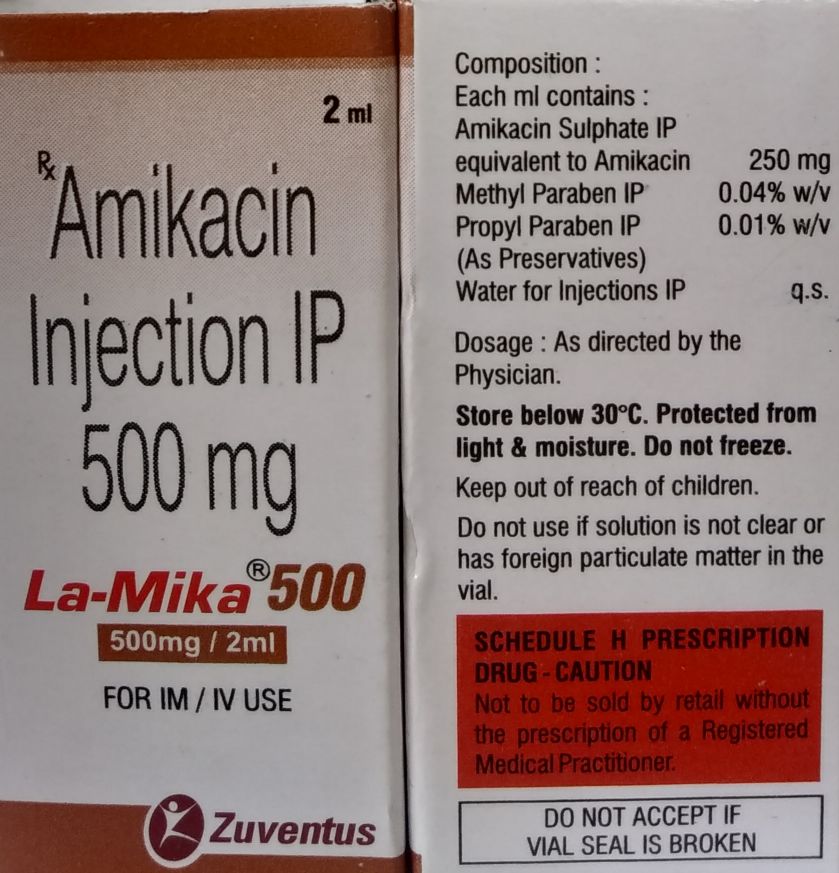 2 ml
Rx
Amikacin
Injection IP
500 mg
La-Mika® 500
500mg / 2ml
FOR IM / IV USE
Zuventus
Composition :
Each ml contains :
Amikacin Sulphate IP
equivalent to Amikacin 250 mg
Methyl Paraben IP 0.04% w/v
Propyl Paraben IP 0.01% w/v
(As Preservatives)
Water for Injections IP q.s.
Dosage : As directed by the
Physician.
Store below 30°C. Protected from
light & moisture. Do not freeze.
Keep out of reach of children.
Do not use if solution is not clear or
has foreign particulate matter in the
vial.
SCHEDULE H PRESCRIPTION
DRUG - CAUTION
Not to be sold by retail without
the prescription of a Registered
Medical Practitioner.
DO NOT ACCEPT IF
VIAL SEAL IS BROKEN